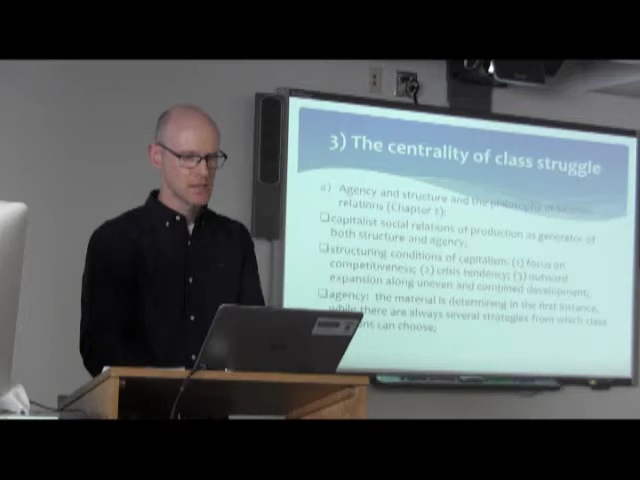 3) The centrality of class struggle
a) Agency and structure and the philosophy of internal
relations (Chapter 2):
capitalist social relations of production as generator of
both structure and agency;
structuring conditions of capitalism: (1) focus on
competitiveness; (2) crisis tendency; (3) outward
expansion along uneven and combined development;
agency: the material is determining in the first instance,
while there are always several strategies from which class
can choose;